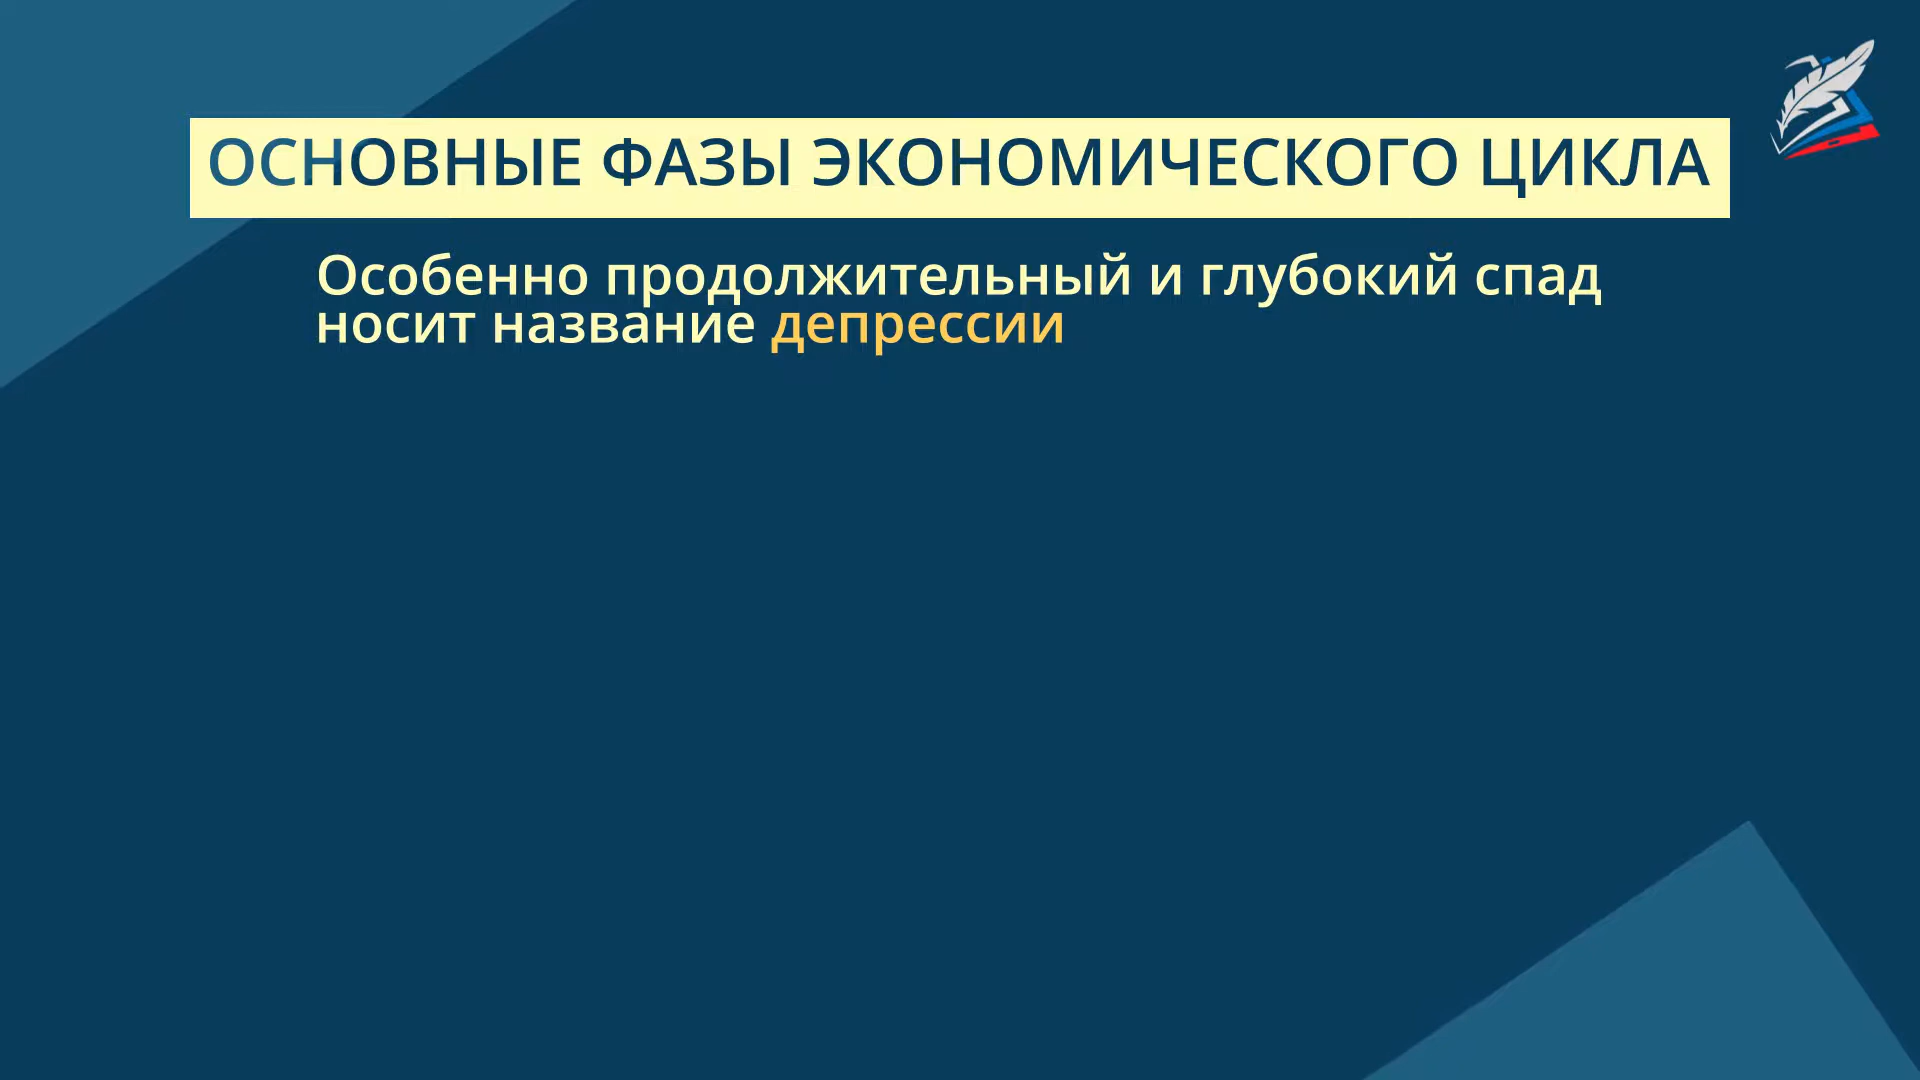 ОСНОВНЫЕ ФАЗЫ ЭКОНОМИЧЕСКОГО ЦИКЛА
Особенно продолжительный и глубокий спад
носит название депрессии